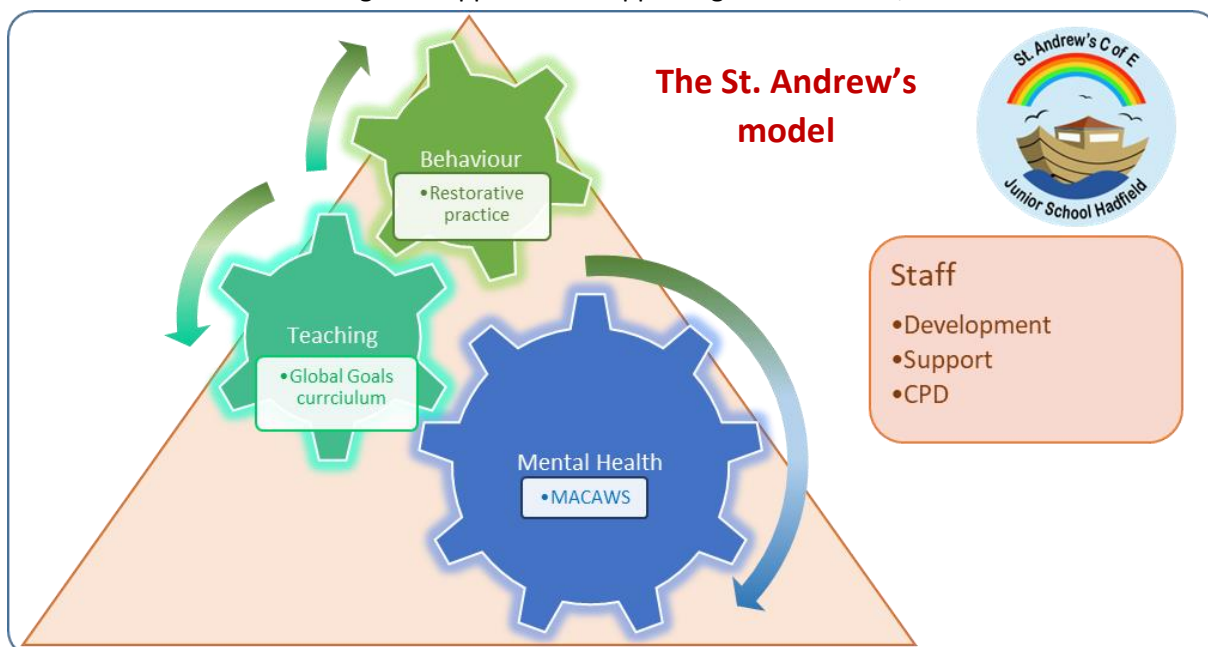 The St. Andrew's
model
St. Andrew's C of E
Junior School Hadfield
Behaviour
•Restorative
practice
Teaching
•Global Goals
currciulum
Mental Health
•MACAWS
Staff
•Development
•Support
•CPD